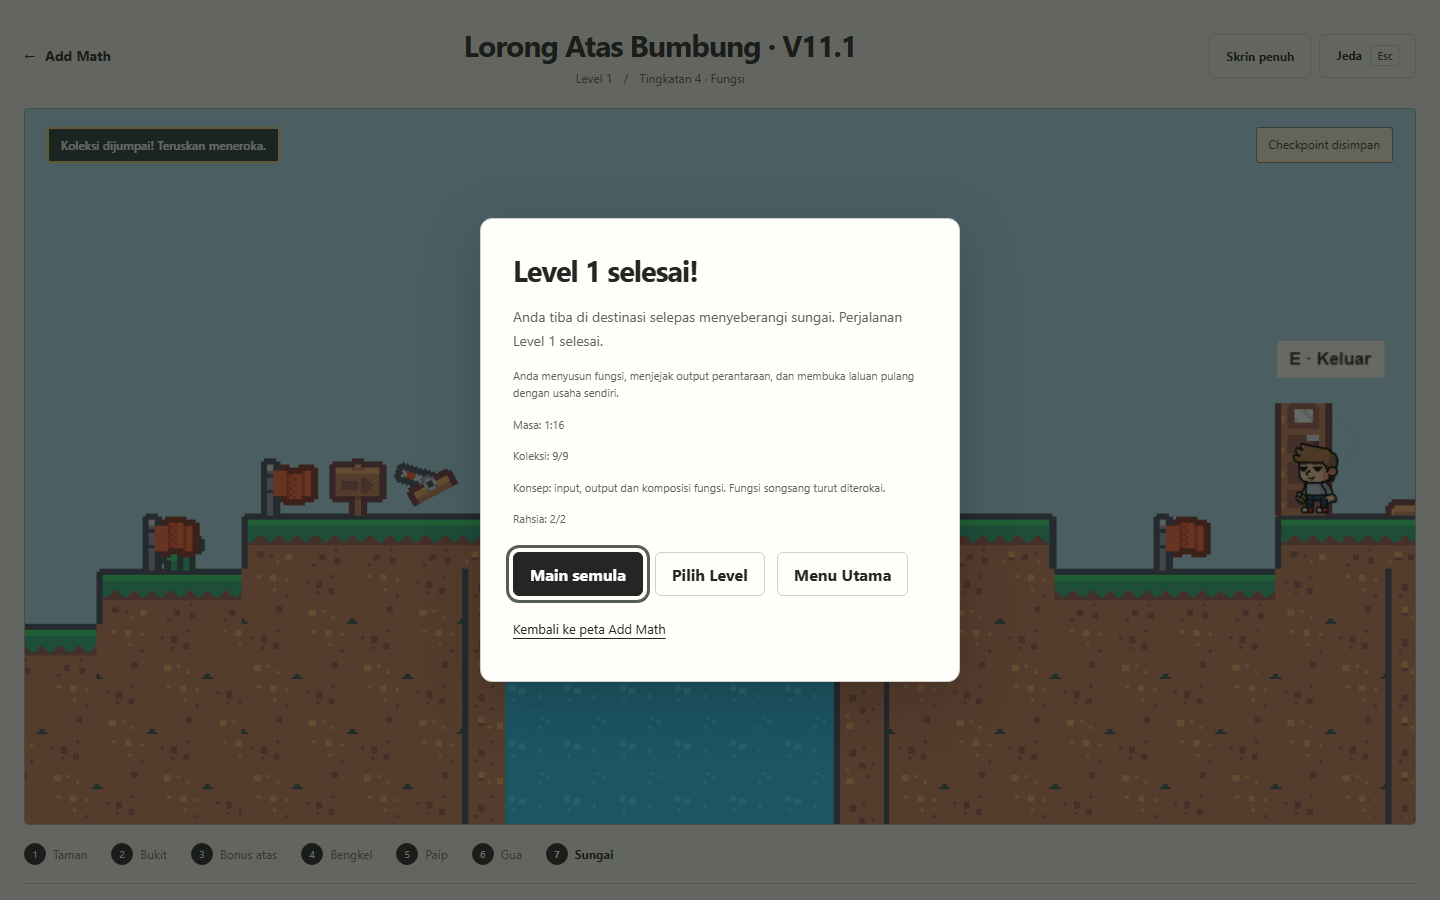 ← Add Math
Lorong Atas Bumbung · V11.1
Level 1 / Tingkatan 4 · Fungsi
Skrin penuh
Jeda Esc
Koleksi dijumpai! Teruskan meneroka.
Checkpoint disimpan
Level 1 selesai!
Anda tiba di destinasi selepas menyeberangi sungai. Perjalanan
Level 1 selesai.
Anda menyusun fungsi, menjejak output perantaraan, dan membuka laluan pulang
dengan usaha sendiri.
Masa: 1:16
Koleksi: 9/9
Konsep: input, output dan komposisi fungsi. Fungsi songsang turut diterokai.
Rahsia: 2/2
Main semula
Pilih Level
Menu Utama
Kembali ke peta Add Math
E · Keluar
1 Taman
2 Bukit
3 Bonus atas
4 Bengkel
5 Paip
6 Gua
7 Sungai